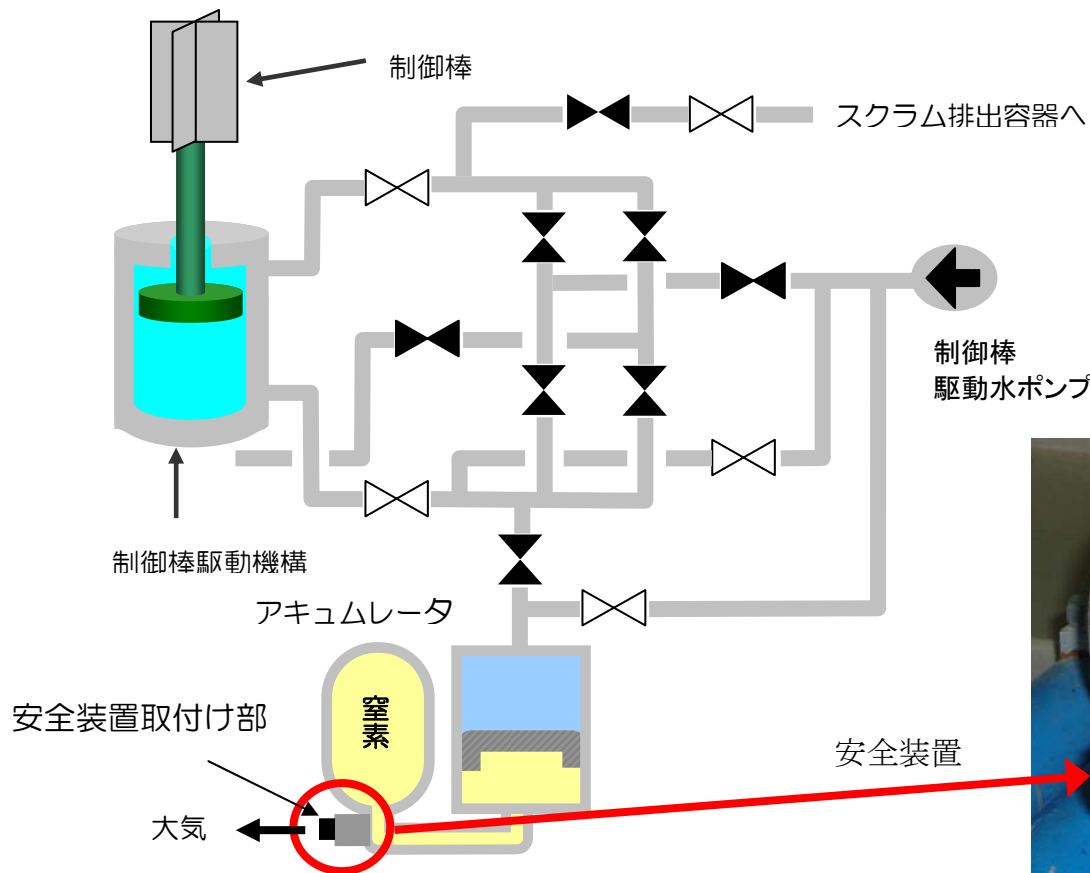 制御棒
スクラム排出容器へ
制御棒
駆動水ポンプ
制御棒駆動機構
アキュムレータ
窒素
安全装置取付け部
安全装置
大気